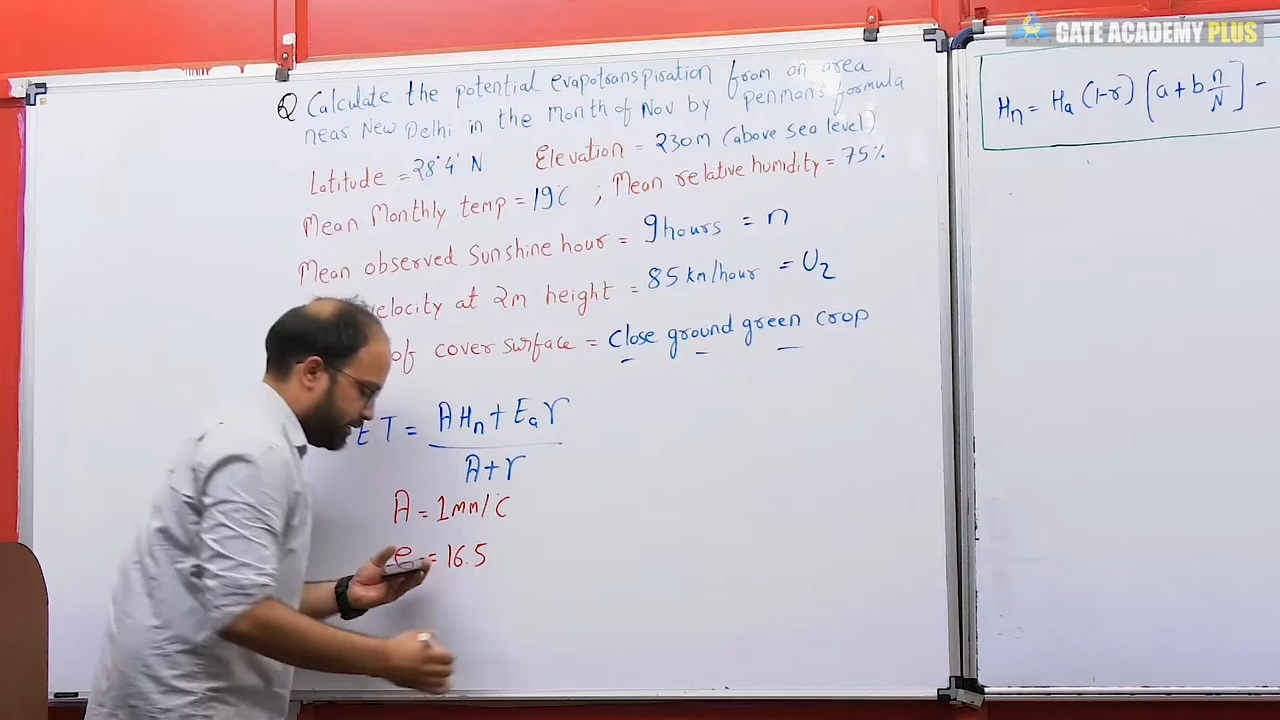 GATE ACADEMY PLUS
Q Calculate the potential evapotranspiration from an area
near New Delhi in the month of Nov by Penman's formula
Latitude = 28°4' N Elevation = 230m (above sea level)
Mean Monthly temp = 19°C ; Mean relative humidity = 75%
Mean observed Sunshine hour = 9 hours = n
velocity at 2m height = 85 km/hour = U₂
of cover surface = close ground green crop
ET = (A Hₙ + Eₐ γ) / (A + γ)
A = 1mm/°C
= 16.5
Hₙ = Hₐ (1-r) [a + b n/N] -